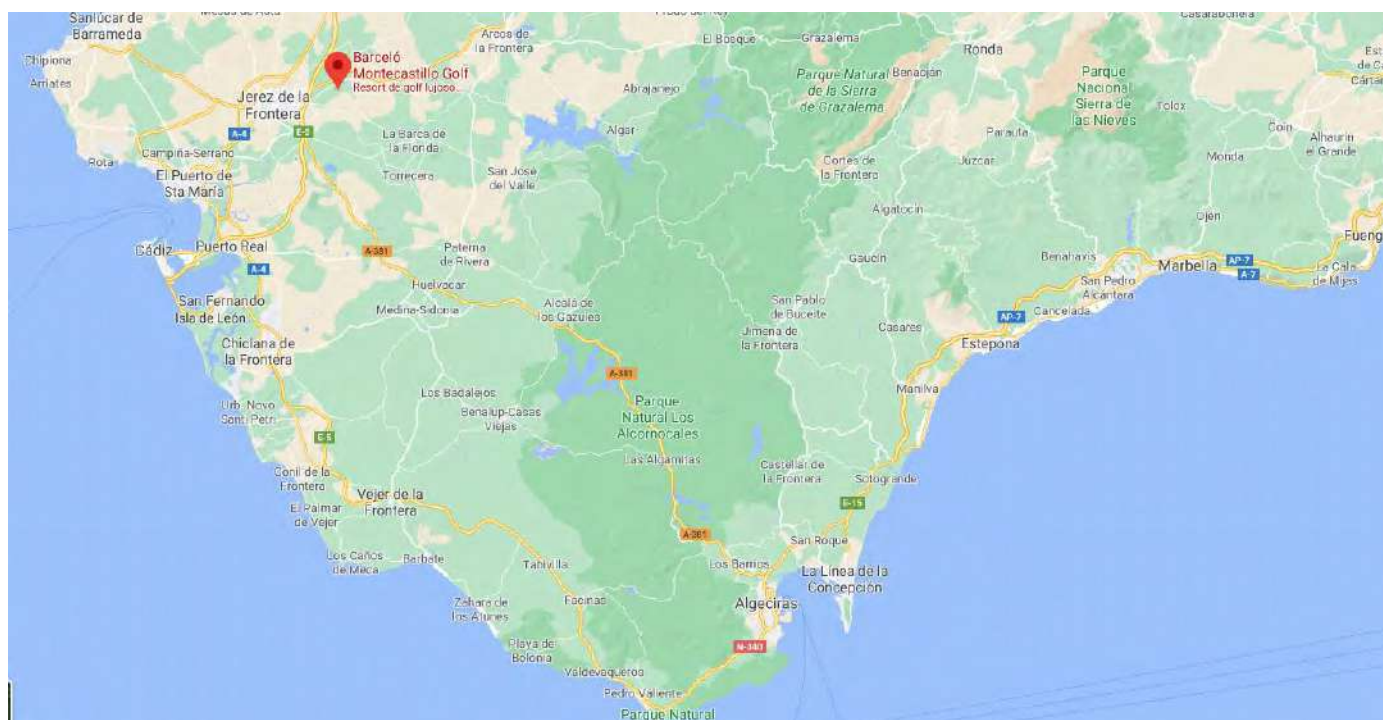 Sanlúcar de
Barrameda
Arcos de
la Frontera
El Bosque
Grazalema
Ronda
Casarabonela
Chipiona
Barceló
Montecastillo Golf
Resort de golf lujoso...
Parque Natural
de la Sierra
de Grazalema
Benaoján
Parque
Nacional
Sierra de
las Nieves
Tolox
Jerez de la
Frontera
A-4
E-5
Abrajanejo
Algar
La Barca de
la Florida
Cortes de
la Frontera
Parauta
Júzcar
Monda
Coín
Alhaurín
el Grande
Rota
Campiña-Serrano
El Puerto de
Sta María
Torrecera
San José
del Valle
Algatocín
Ojén
Cádiz
Puerto Real
A-4
A-381
Paterna
de Rivera
Gaucín
Benahavís
Marbella
AP-7
A-7
Fueng
La Cala
de Mijas
San Pedro
Alcántara
Cancelada
San Fernando
Isla de León
Huelvacar
Medina-Sidonia
Alcalá de
los Gazules
San Pablo
de Buceite
Jimena de
la Frontera
Casares
AP-7
Estepona
Chiclana de
la Frontera
A-381
Manilva
Los Badalejos
Benalup-Casas
Viejas
Parque
Natural Los
Alcornocales
Urb. Novo
Santi Petri
E-5
Las Algamitas
Castellar de
la Frontera
Sotogrande
Conil de la
Frontera
Vejer de la
Frontera
E-15
El Palmar
de Vejer
A-381
San Roque
Los Caños
de Meca
Barbate
Tahivilla
Los Barrios
La Línea de la
Concepción
Zahara de
los Atunes
Facinas
Algeciras
Playa de
Bolonia
N-340
Valdevaqueros
Pedro Valiente
Parque Natural